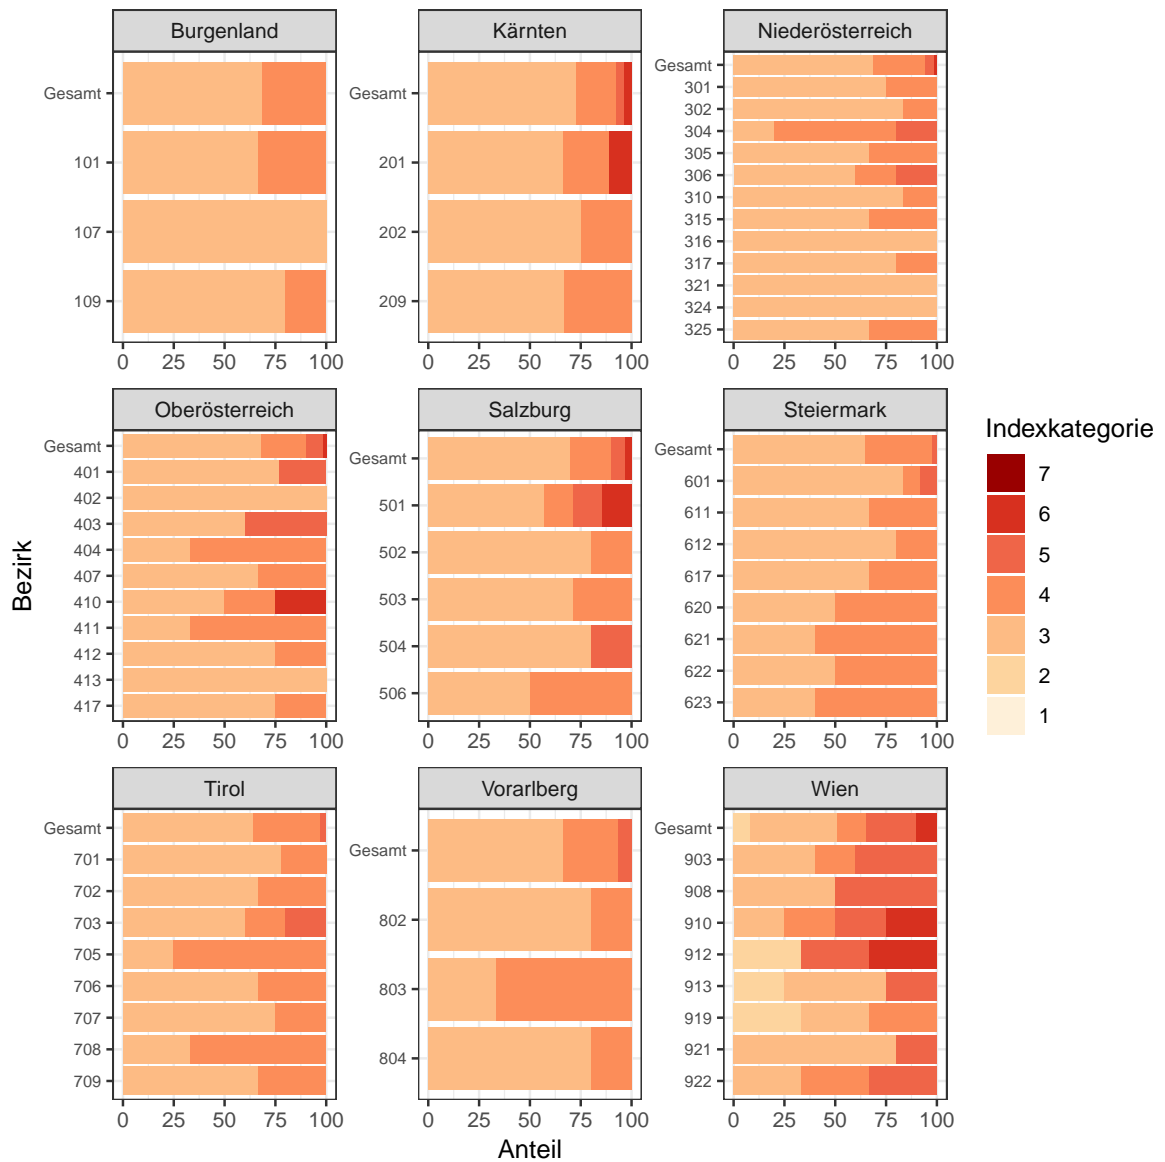 Burgenland
Kärnten
Niederösterreich
Gesamt
101
107
109
0 25 50 75 100
Gesamt
201
202
209
0 25 50 75 100
Gesamt
301
302
304
305
306
310
315
316
317
321
324
325
0 25 50 75 100
Oberösterreich
Salzburg
Steiermark
Gesamt
401
402
403
404
407
410
411
412
413
417
0 25 50 75 100
Gesamt
501
502
503
504
506
0 25 50 75 100
Gesamt
601
611
612
617
620
621
622
623
0 25 50 75 100
Tirol
Vorarlberg
Wien
Gesamt
701
702
703
705
706
707
708
709
0 25 50 75 100
Gesamt
802
803
804
0 25 50 75 100
Gesamt
903
908
910
912
913
919
921
922
0 25 50 75 100
Bezirk
Anteil
Indexkategorie
7
6
5
4
3
2
1